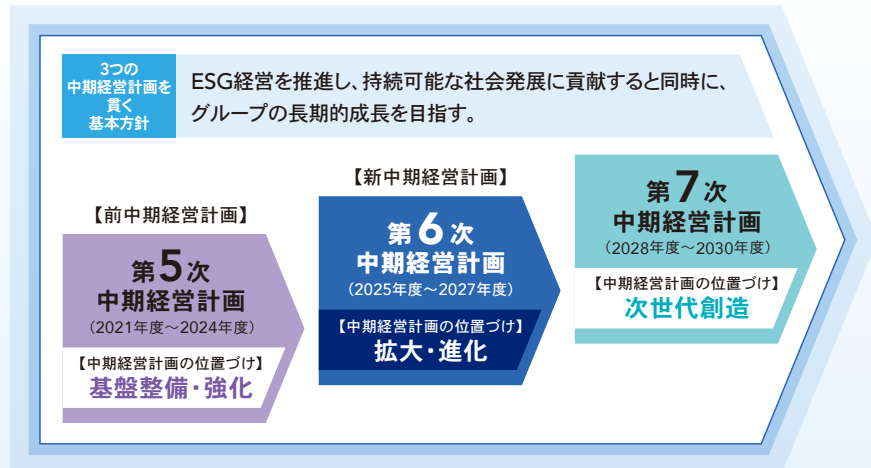 3つの
中期経営計画を
貫く
基本方針
ESG経営を推進し、持続可能な社会発展に貢献すると同時に、
グループの長期的成長を目指す。
【前中期経営計画】
第5次
中期経営計画
（2021年度～2024年度）
【中期経営計画の位置づけ】
基盤整備・強化
【新中期経営計画】
第6次
中期経営計画
（2025年度～2027年度）
【中期経営計画の位置づけ】
拡大・進化
第7次
中期経営計画
（2028年度～2030年度）
【中期経営計画の位置づけ】
次世代創造